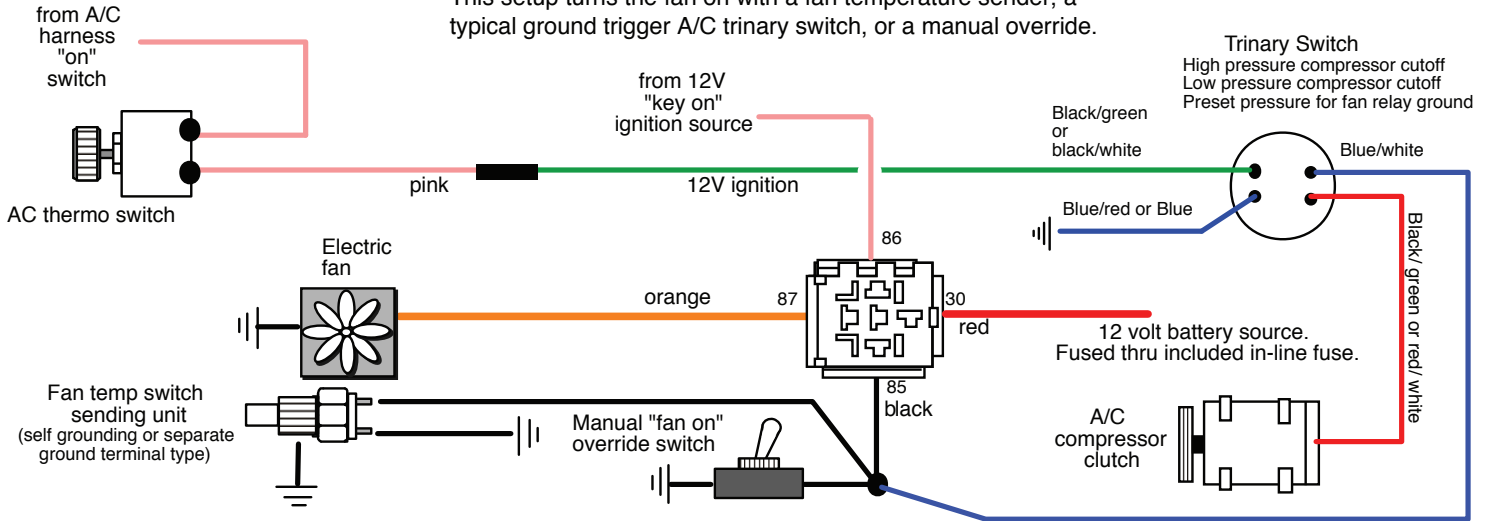 This setup turns the fan on with a fan temperature sender, a
typical ground trigger A/C trinary switch, or a manual override.
from A/C
harness
"on"
switch
AC thermo switch
pink
from 12V
"key on"
ignition source
12V ignition
Black/green
or
black/white
Trinary Switch
High pressure compressor cutoff
Low pressure compressor cutoff
Preset pressure for fan relay ground
Blue/white
Blue/red or Blue
Black/ green or red/ white
Electric
fan
orange
86
87
30
red
85
black
12 volt battery source.
Fused thru included in-line fuse.
Fan temp switch
sending unit
(self grounding or separate
ground terminal type)
Manual "fan on"
override switch
A/C
compressor
clutch